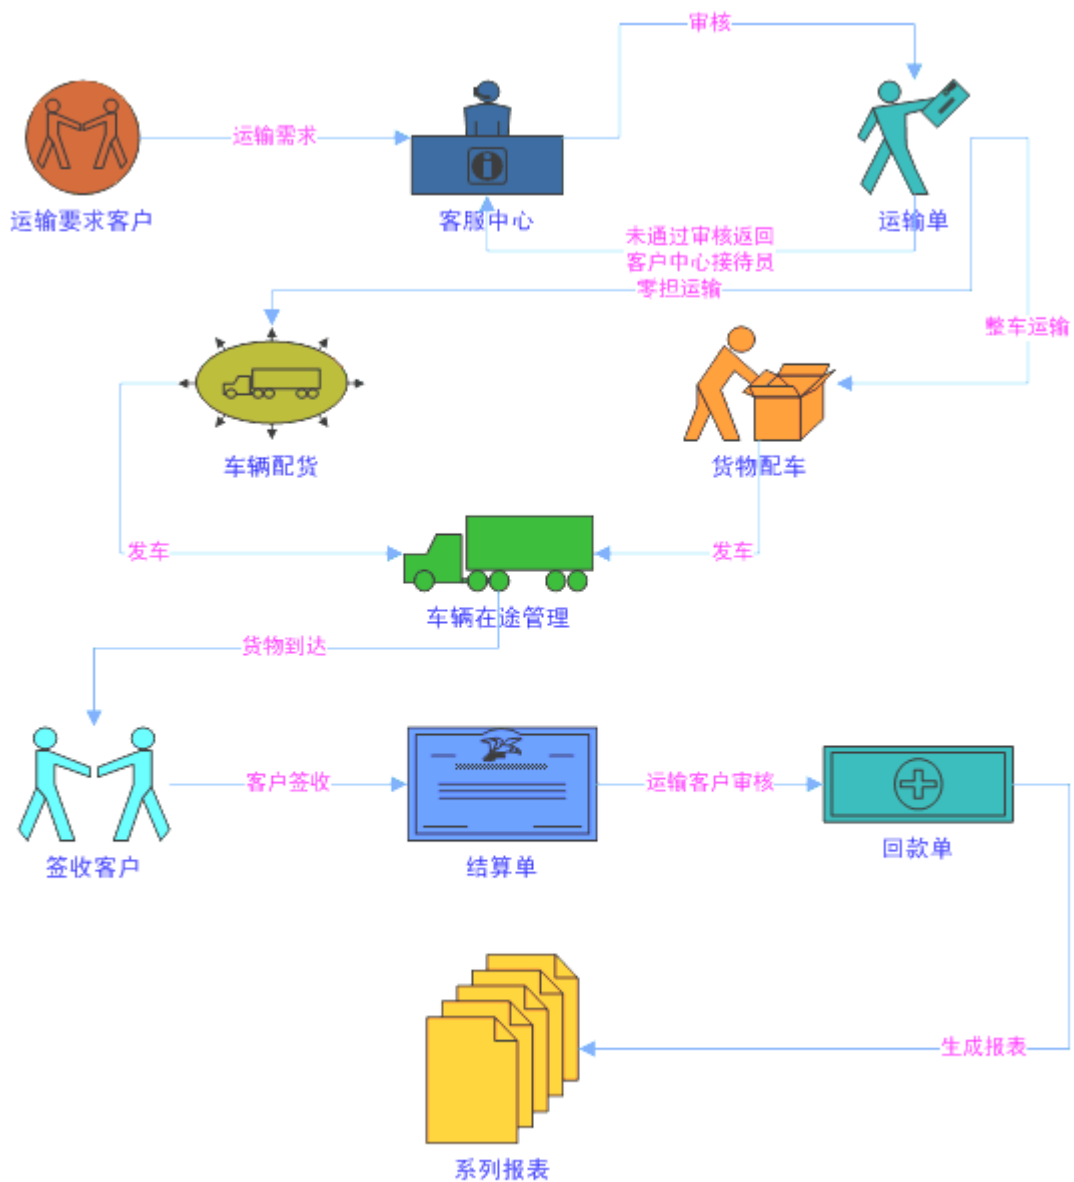 审核
运输需求
运输要求客户
客服中心
运输单
未通过审核返回
客户中心接待员
零担运输
整车运输
车辆配货
货物配车
发车
发车
车辆在途管理
货物到达
客户签收
运输客户审核
签收客户
结算单
回款单
生成报表
系列报表